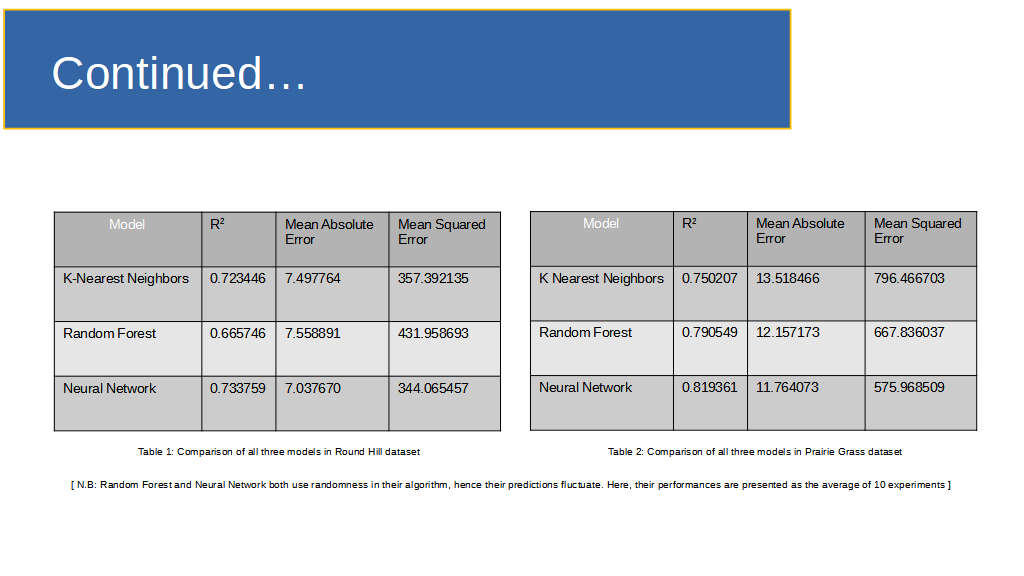 Continued…
Model R² Mean Absolute Error Mean Squared Error
K-Nearest Neighbors 0.723446 7.497764 357.392135
Random Forest 0.665746 7.558891 431.958693
Neural Network 0.733759 7.037670 344.065457
Table 1: Comparison of all three models in Round Hill dataset
Model R² Mean Absolute Error Mean Squared Error
K Nearest Neighbors 0.750207 13.518466 796.466703
Random Forest 0.790549 12.157173 667.836037
Neural Network 0.819361 11.764073 575.968509
Table 2: Comparison of all three models in Prairie Grass dataset
[ N.B: Random Forest and Neural Network both use randomness in their algorithm, hence their predictions fluctuate. Here, their performances are presented as the average of 10 experiments ]